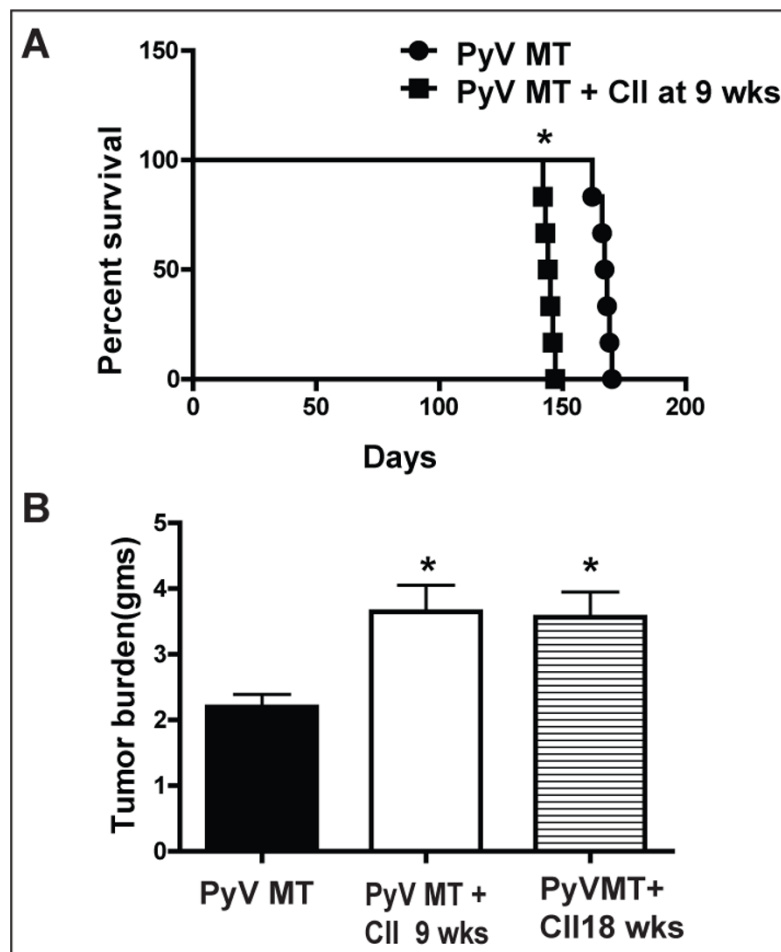 A
150
PyV MT
PyV MT + CII at 9 wks
*
100
Percent survival
50
0
0 50 100 150 200
Days
B
5
4
3
2
1
0
Tumor burden(gms)
* *
PyV MT
PyV MT +
CII 9 wks
PyVMT+
CII18 wks